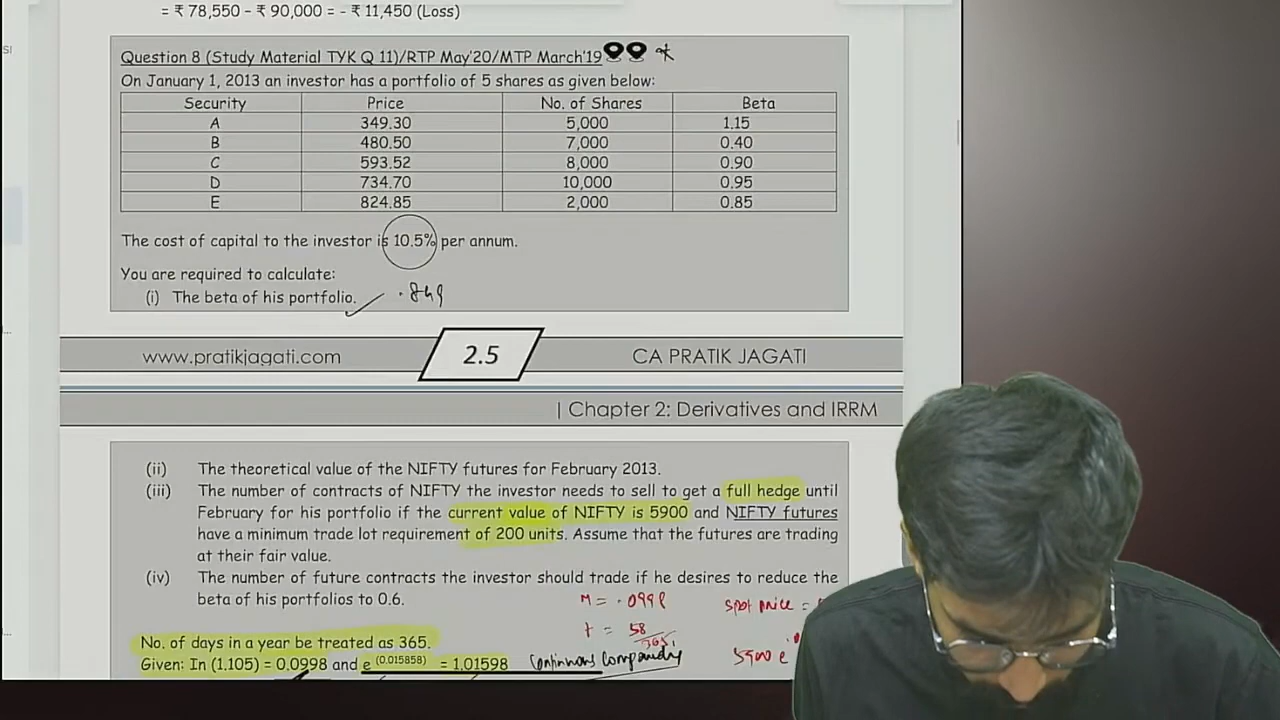 = ₹ 78,550 – ₹ 90,000 = - ₹ 11,450 (Loss)
Question 8 (Study Material TYK Q 11)/RTP May'20/MTP March'19
On January 1, 2013 an investor has a portfolio of 5 shares as given below:
Security Price No. of Shares Beta
A 349.30 5,000 1.15
B 480.50 7,000 0.40
C 593.52 8,000 0.90
D 734.70 10,000 0.95
E 824.85 2,000 0.85
The cost of capital to the investor is 10.5% per annum.
You are required to calculate:
(i) The beta of his portfolio. .849
www.pratikjagati.com 2.5 CA PRATIK JAGATI
| Chapter 2: Derivatives and IRRM
(ii) The theoretical value of the NIFTY futures for February 2013.
(iii) The number of contracts of NIFTY the investor needs to sell to get a full hedge until
February for his portfolio if the current value of NIFTY is 5900 and NIFTY futures
have a minimum trade lot requirement of 200 units. Assume that the futures are trading
at their fair value.
(iv) The number of future contracts the investor should trade if he desires to reduce the
beta of his portfolios to 0.6.
r = .0998 spot price =
t = 58/365
No. of days in a year be treated as 365.
Given: In (1.105) = 0.0998 and e (0.015858) = 1.01598 Continuous Compounding 5900 e